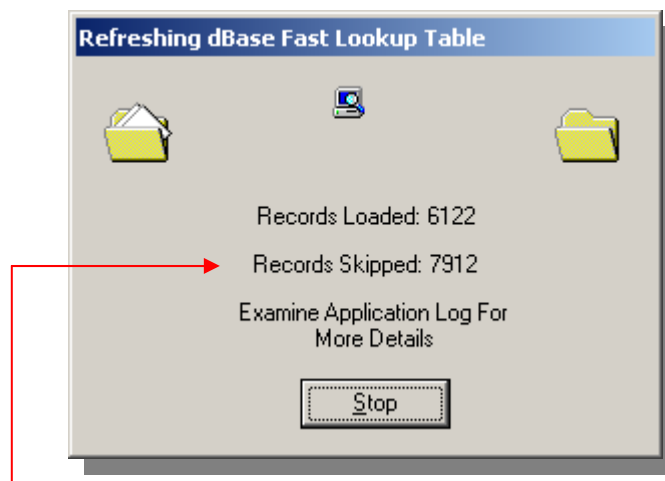 Refreshing dBase Fast Lookup Table
Records Loaded: 6122
Records Skipped: 7912
Examine Application Log For
More Details
Stop